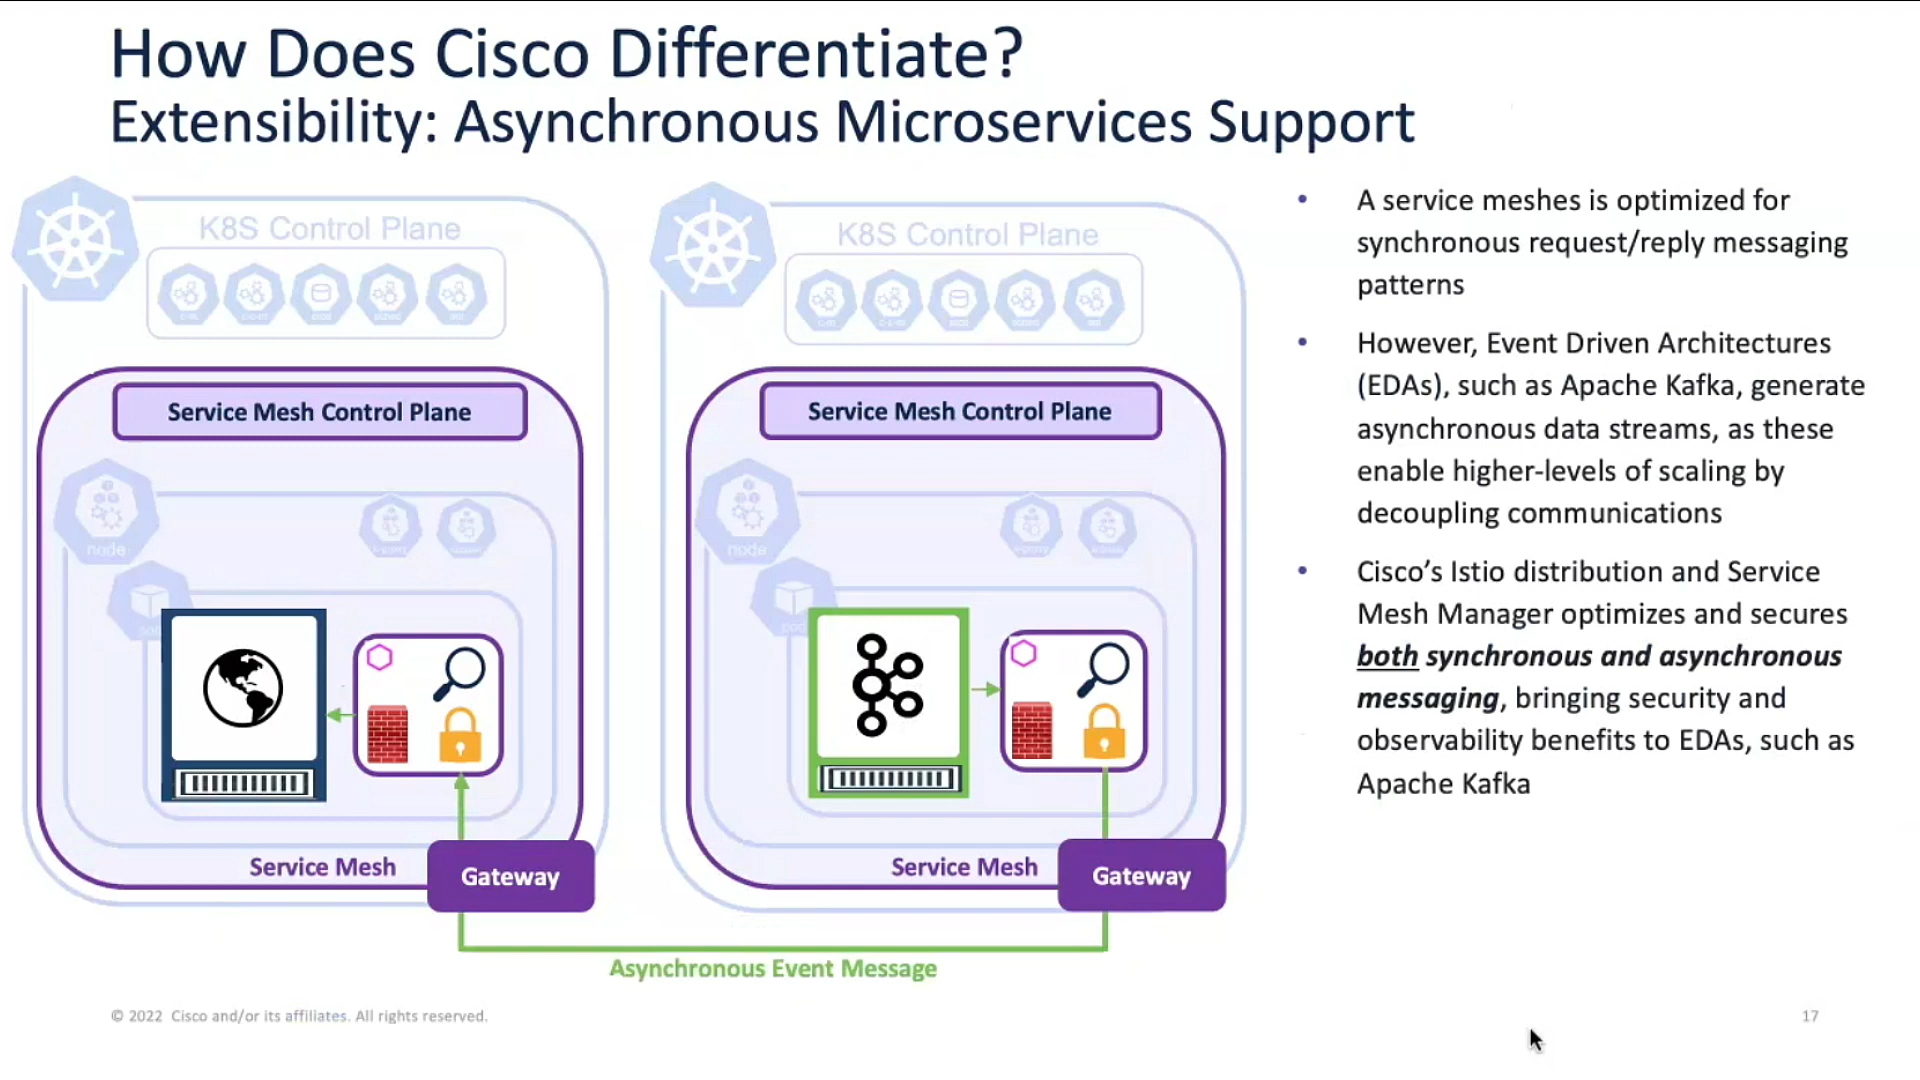 How Does Cisco Differentiate?
Extensibility: Asynchronous Microservices Support
K8S Control Plane
Service Mesh Control Plane
node
Service Mesh
Gateway
K8S Control Plane
Service Mesh Control Plane
node
Service Mesh
Gateway
Asynchronous Event Message
• A service meshes is optimized for
synchronous request/reply messaging
patterns
• However, Event Driven Architectures
(EDAs), such as Apache Kafka, generate
asynchronous data streams, as these
enable higher-levels of scaling by
decoupling communications
• Cisco’s Istio distribution and Service
Mesh Manager optimizes and secures
both synchronous and asynchronous
messaging, bringing security and
observability benefits to EDAs, such as
Apache Kafka
© 2022 Cisco and/or its affiliates. All rights reserved.
17